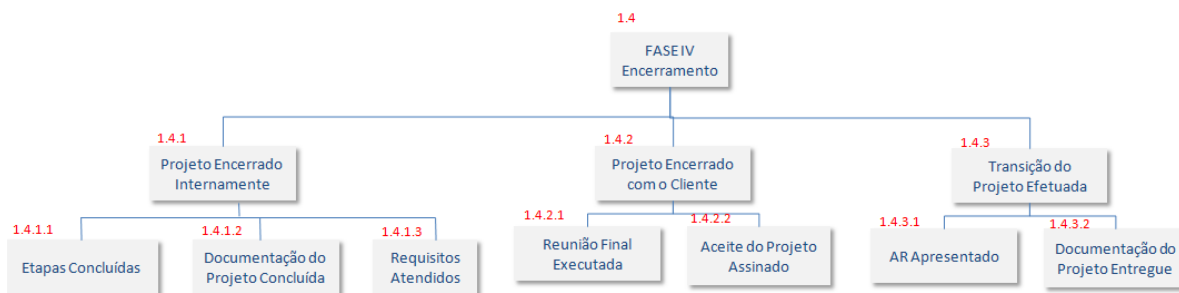 1.4
FASE IV
Encerramento
1.4.1
Projeto Encerrado
Internamente
1.4.2
Projeto Encerrado
com o Cliente
1.4.3
Transição do
Projeto Efetuada
1.4.1.1
Etapas Concluídas
1.4.1.2
Documentação do
Projeto Concluída
1.4.1.3
Requisitos
Atendidos
1.4.2.1
Reunião Final
Executada
1.4.2.2
Aceite do Projeto
Assinado
1.4.3.1
AR Apresentado
1.4.3.2
Documentação do
Projeto Entregue